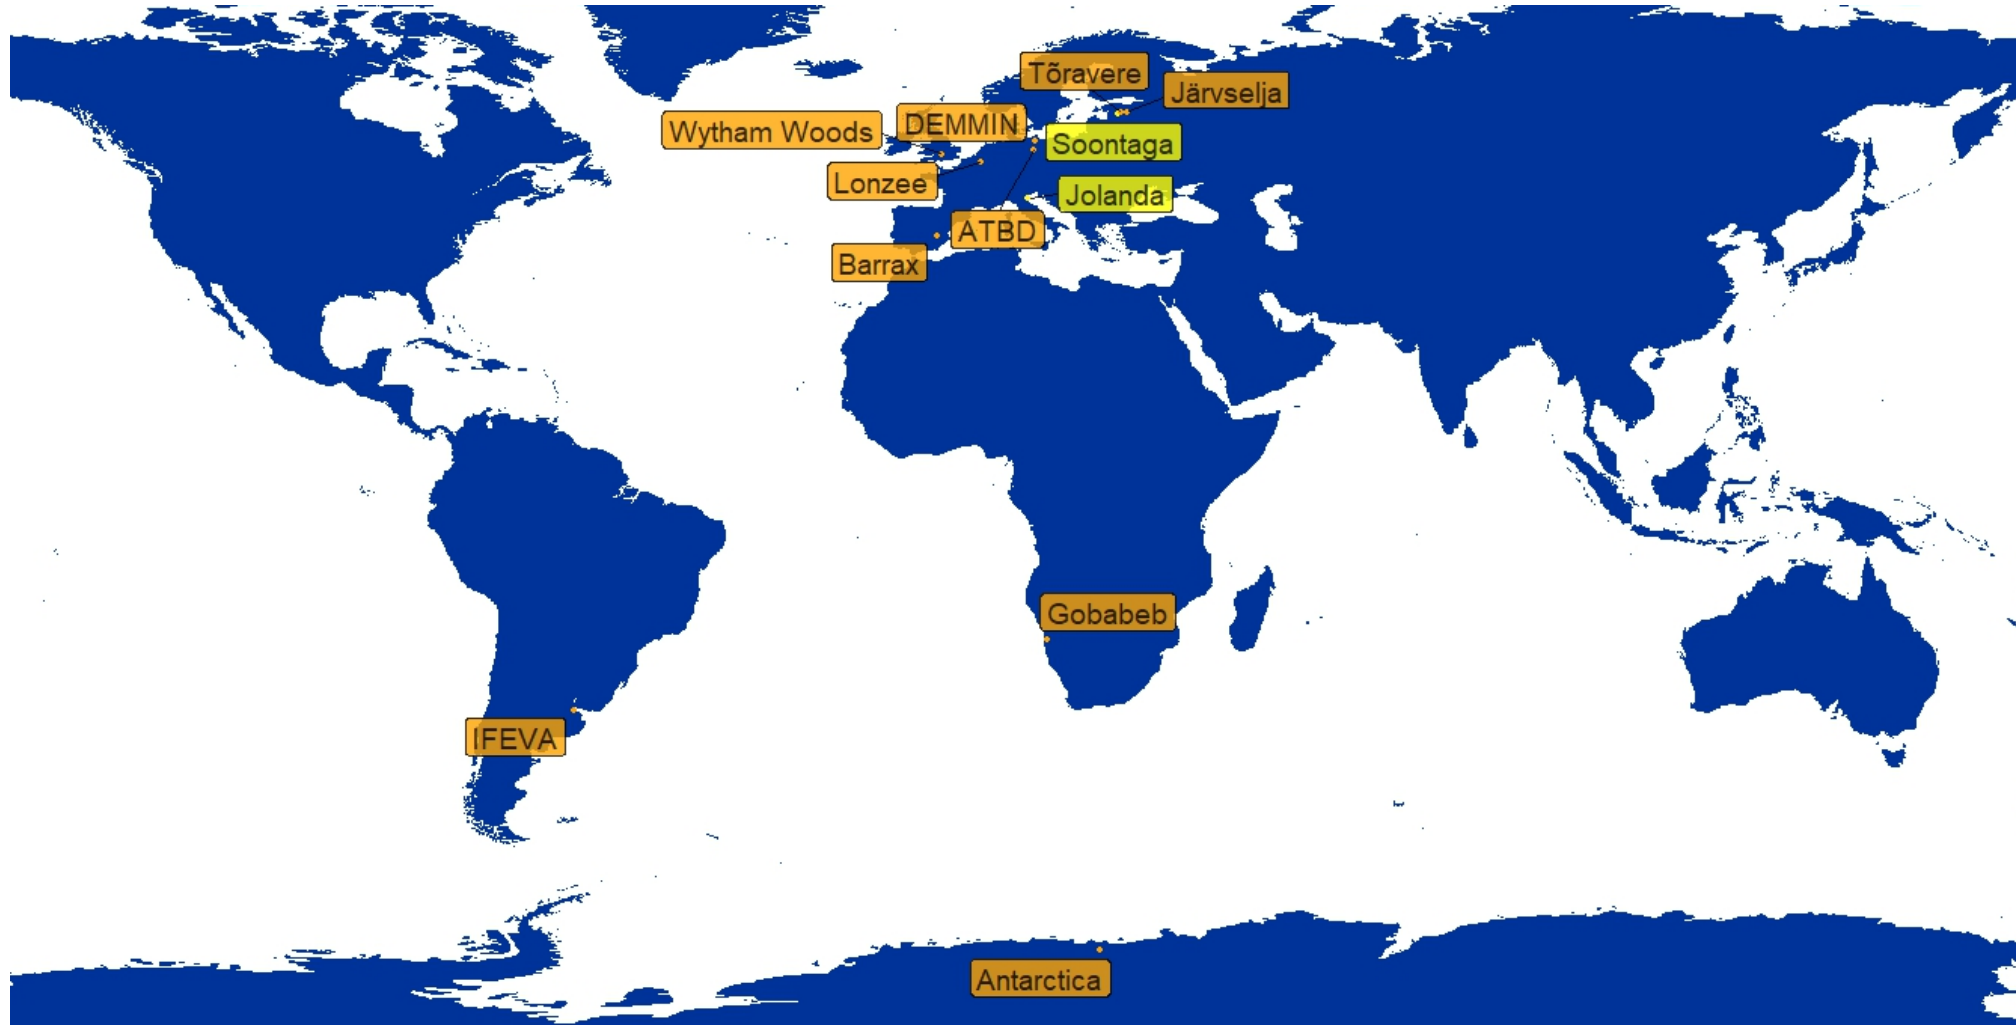 Tõravere
Järvselja
DEMMIN
Wytham Woods
Soontaga
Lonzee
Jolanda
ATBD
Barrax
Gobabeb
IFEVA
Antarctica